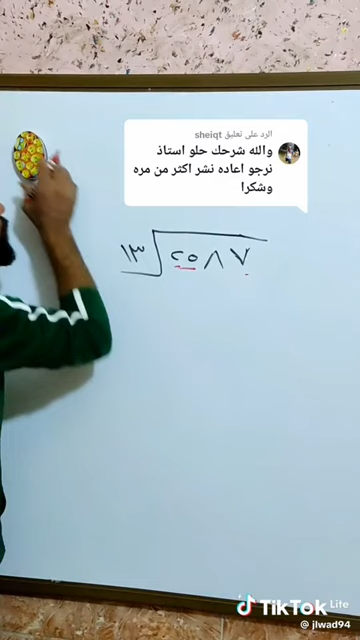 الرد على تعليق sheiqt
والله شرحك حلو استاذ
نرجو اعاده نشر اكثر من مره
وشكرا
١٣ ٢٥٨٧
TikTok Lite
@jlwad94